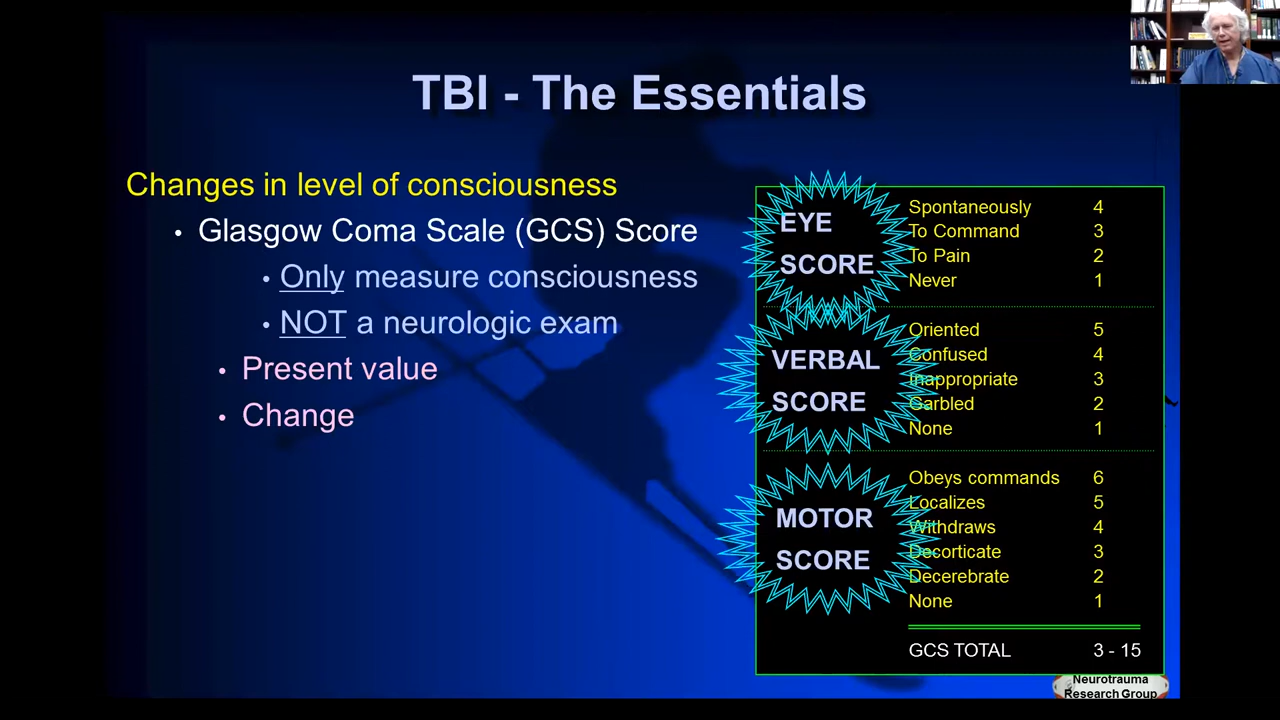 TBI - The Essentials
Changes in level of consciousness
• Glasgow Coma Scale (GCS) Score
• Only measure consciousness
• NOT a neurologic exam
• Present value
• Change
EYE
SCORE
Spontaneously 4
To Command 3
To Pain 2
Never 1
VERBAL
SCORE
Oriented 5
Confused 4
Inappropriate 3
Garbled 2
None 1
MOTOR
SCORE
Obeys commands 6
Localizes 5
Withdraws 4
Decorticate 3
Decerebrate 2
None 1
GCS TOTAL 3 - 15
Neurotrauma
Research Group